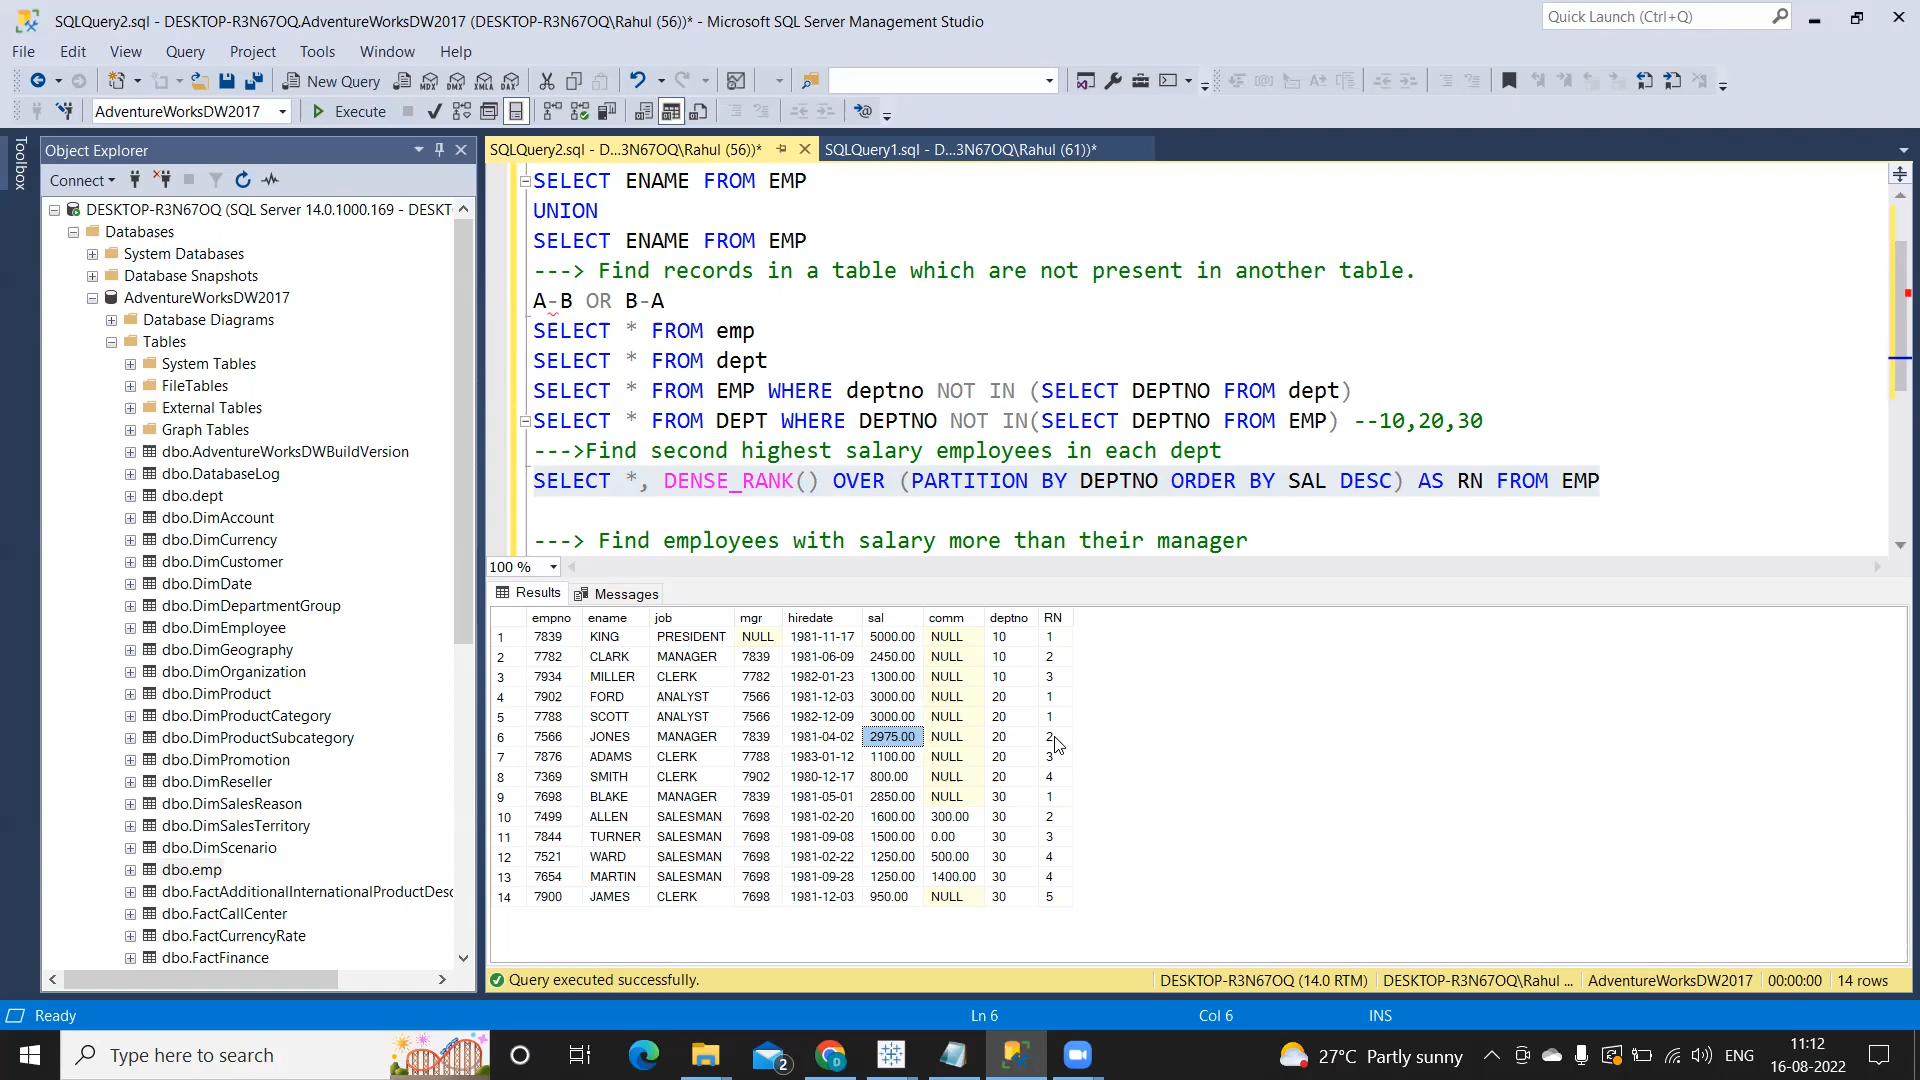 SQLQuery2.sql - DESKTOP-R3N67OQ.AdventureWorksDW2017 (DESKTOP-R3N67OQ\Rahul (56))* - Microsoft SQL Server Management Studio
Quick Launch (Ctrl+Q)
File Edit View Query Project Tools Window Help
New Query MDX DMX XMLA DAX
AdventureWorksDW2017 Execute
Toolbox
Object Explorer
Connect
DESKTOP-R3N67OQ (SQL Server 14.0.1000.169 - DESKT
Databases
System Databases
Database Snapshots
AdventureWorksDW2017
Database Diagrams
Tables
System Tables
FileTables
External Tables
Graph Tables
dbo.AdventureWorksDWBuildVersion
dbo.DatabaseLog
dbo.dept
dbo.DimAccount
dbo.DimCurrency
dbo.DimCustomer
dbo.DimDate
dbo.DimDepartmentGroup
dbo.DimEmployee
dbo.DimGeography
dbo.DimOrganization
dbo.DimProduct
dbo.DimProductCategory
dbo.DimProductSubcategory
dbo.DimPromotion
dbo.DimReseller
dbo.DimSalesReason
dbo.DimSalesTerritory
dbo.DimScenario
dbo.emp
dbo.FactAdditionalInternationalProductDesc
dbo.FactCallCenter
dbo.FactCurrencyRate
dbo.FactFinance
SQLQuery2.sql - D...3N67OQ\Rahul (56))* SQLQuery1.sql - D...3N67OQ\Rahul (61))*
SELECT ENAME FROM EMP
UNION
SELECT ENAME FROM EMP
---> Find records in a table which are not present in another table.
A-B OR B-A
SELECT * FROM emp
SELECT * FROM dept
SELECT * FROM EMP WHERE deptno NOT IN (SELECT DEPTNO FROM dept)
SELECT * FROM DEPT WHERE DEPTNO NOT IN(SELECT DEPTNO FROM EMP) --10,20,30
--->Find second highest salary employees in each dept
SELECT *, DENSE_RANK() OVER (PARTITION BY DEPTNO ORDER BY SAL DESC) AS RN FROM EMP
---> Find employees with salary more than their manager
100 %
Results Messages
empno ename job mgr hiredate sal comm deptno RN
1 7839 KING PRESIDENT NULL 1981-11-17 5000.00 NULL 10 1
2 7782 CLARK MANAGER 7839 1981-06-09 2450.00 NULL 10 2
3 7934 MILLER CLERK 7782 1982-01-23 1300.00 NULL 10 3
4 7902 FORD ANALYST 7566 1981-12-03 3000.00 NULL 20 1
5 7788 SCOTT ANALYST 7566 1982-12-09 3000.00 NULL 20 1
6 7566 JONES MANAGER 7839 1981-04-02 2975.00 NULL 20 2
7 7876 ADAMS CLERK 7788 1983-01-12 1100.00 NULL 20 3
8 7369 SMITH CLERK 7902 1980-12-17 800.00 NULL 20 4
9 7698 BLAKE MANAGER 7839 1981-05-01 2850.00 NULL 30 1
10 7499 ALLEN SALESMAN 7698 1981-02-20 1600.00 300.00 30 2
11 7844 TURNER SALESMAN 7698 1981-09-08 1500.00 0.00 30 3
12 7521 WARD SALESMAN 7698 1981-02-22 1250.00 500.00 30 4
13 7654 MARTIN SALESMAN 7698 1981-09-28 1250.00 1400.00 30 4
14 7900 JAMES CLERK 7698 1981-12-03 950.00 NULL 30 5
Query executed successfully. DESKTOP-R3N67OQ (14.0 RTM) DESKTOP-R3N67OQ\Rahul ... AdventureWorksDW2017 00:00:00 14 rows
Ready Ln 6 Col 6 INS
Type here to search 2 27°C Partly sunny ENG 11:12
16-08-2022